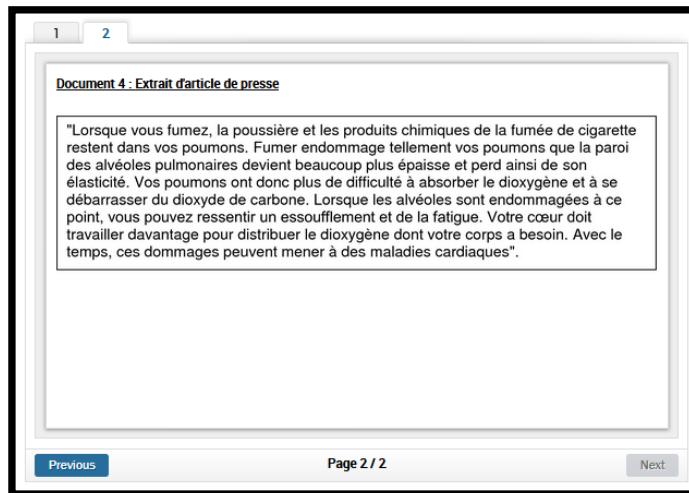 1
2
Document 4 : Extrait d'article de presse
"Lorsque vous fumez, la poussière et les produits chimiques de la fumée de cigarette
restent dans vos poumons. Fumer endommage tellement vos poumons que la paroi
des alvéoles pulmonaires devient beaucoup plus épaisse et perd ainsi de son
élasticité. Vos poumons ont donc plus de difficulté à absorber le dioxygène et à se
débarrasser du dioxyde de carbone. Lorsque les alvéoles sont endommagées à ce
point, vous pouvez ressentir un essoufflement et de la fatigue. Votre cœur doit
travailler davantage pour distribuer le dioxygène dont votre corps a besoin. Avec le
temps, ces dommages peuvent mener à des maladies cardiaques".
Previous
Page 2 / 2
Next